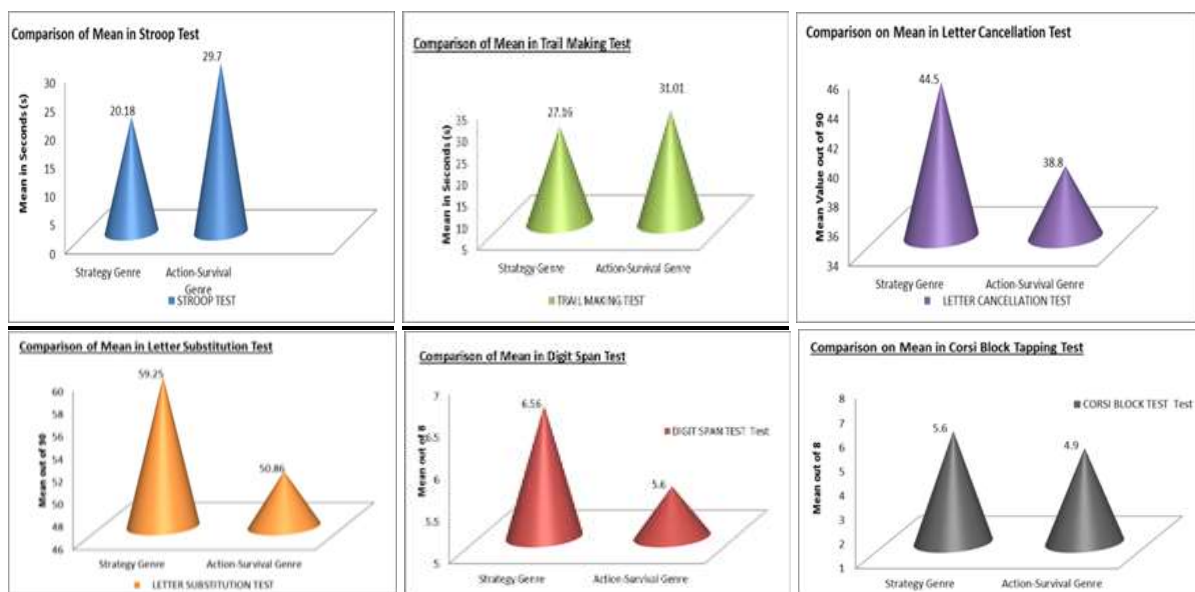 Comparison of Mean in Stroop Test
Mean in Seconds (s)
30
25
20
15
10
5
0
20.18
29.7
Strategy Genre
Action-Survival
Genre
STROOP TEST
Comparison of Mean in Trail Making Test
Mean in Seconds (s)
35
30
25
20
15
10
5
27.16
31.01
Strategy Genre
Action-Survival Genre
TRAIL MAKING TEST
Comparison on Mean in Letter Cancellation Test
Mean Value out of 90
46
44
42
40
38
36
34
44.5
38.8
Strategy Genre
Action-Survival Genre
LETTER CANCELLATION TEST
Comparison of Mean in Letter Substitution Test
Mean out of 90
60
58
56
54
52
50
48
46
59.25
50.86
Strategy Genre
Action-Survival Genre
LETTER SUBSTITUTION TEST
Comparison of Mean in Digit Span Test
Mean out of 8
7
6.5
6
5.5
5
6.56
5.6
DIGIT SPAN TEST Test
Strategy Genre
Action-Survival Genre
Comparison on Mean in Corsi Block Tapping Test
Mean out of 8
8
7
6
5
4
3
2
1
5.6
4.9
CORSI BLOCK TEST Test
Strategy Genre
Action-Survival Genre